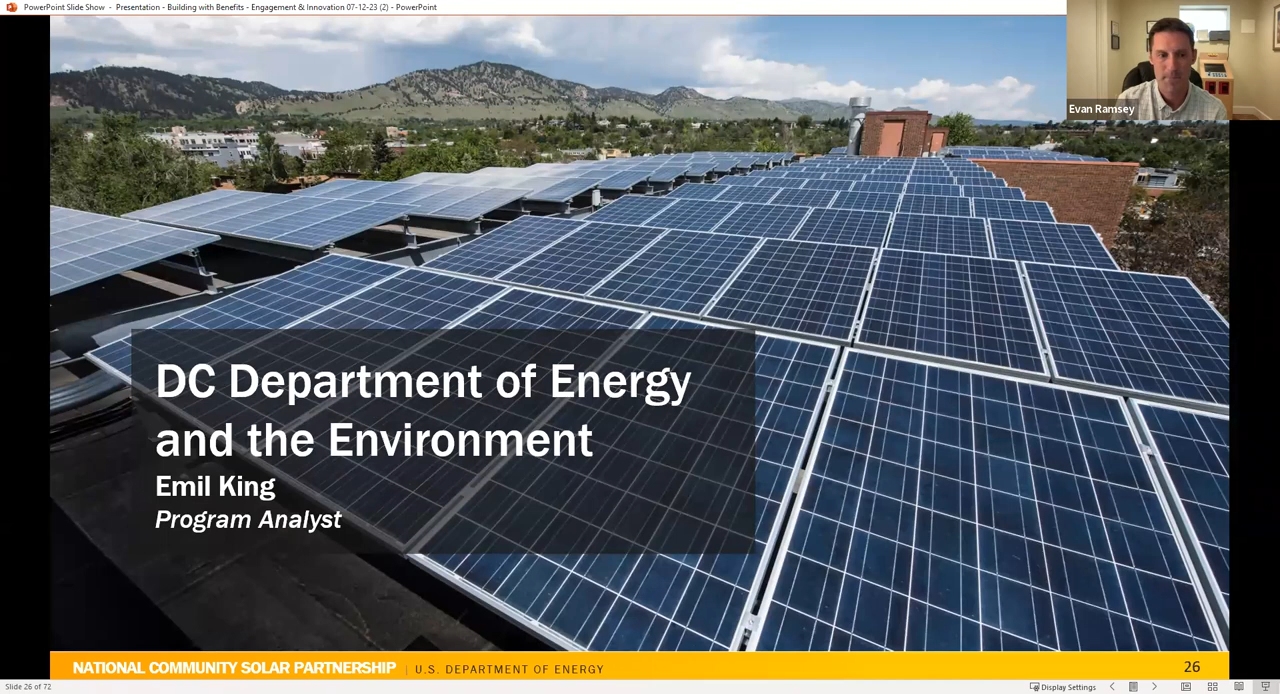 PowerPoint Slide Show - Presentation - Building with Benefits - Engagement & Innovation 07-12-23 (2) - PowerPoint
Evan Ramsey
DC Department of Energy
and the Environment
Emil King
Program Analyst
NATIONAL COMMUNITY SOLAR PARTNERSHIP | U.S. DEPARTMENT OF ENERGY
26
Slide 26 of 72
Display Settings